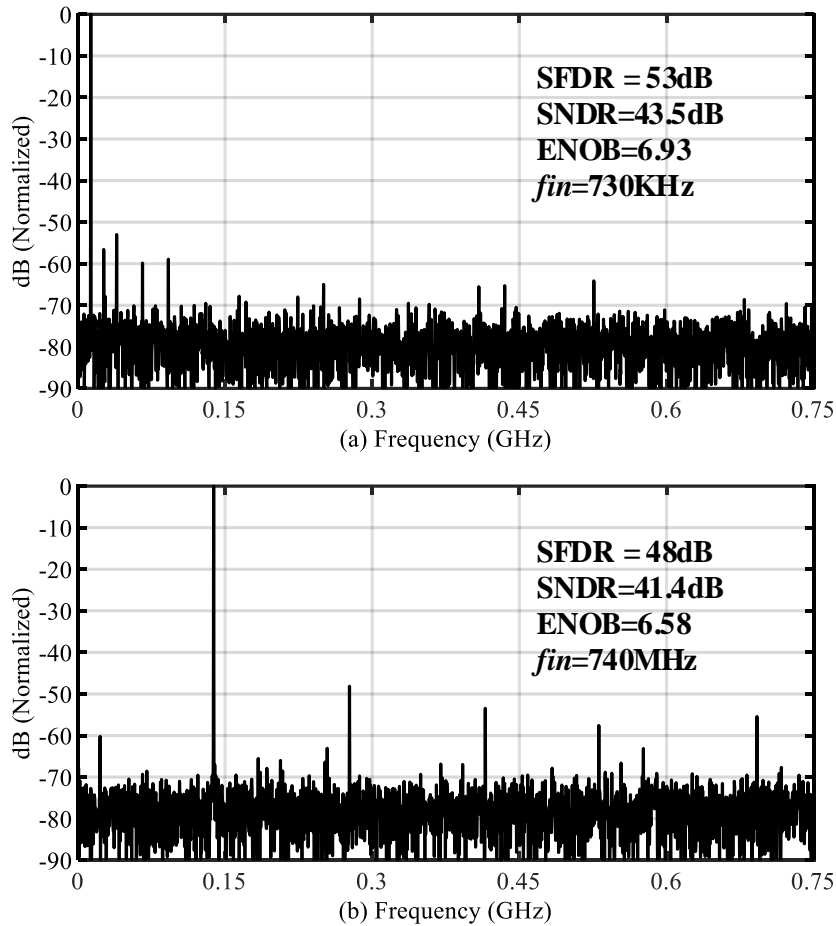 0
-10
-20
-30
-40
-50
-60
-70
-80
-90
dB (Normalized)
SFDR = 53dB
SNDR=43.5dB
ENOB=6.93
fin=730KHz
0 0.15 0.3 0.45 0.6 0.75
(a) Frequency (GHz)
0
-10
-20
-30
-40
-50
-60
-70
-80
-90
dB (Normalized)
SFDR = 48dB
SNDR=41.4dB
ENOB=6.58
fin=740MHz
0 0.15 0.3 0.45 0.6 0.75
(b) Frequency (GHz)